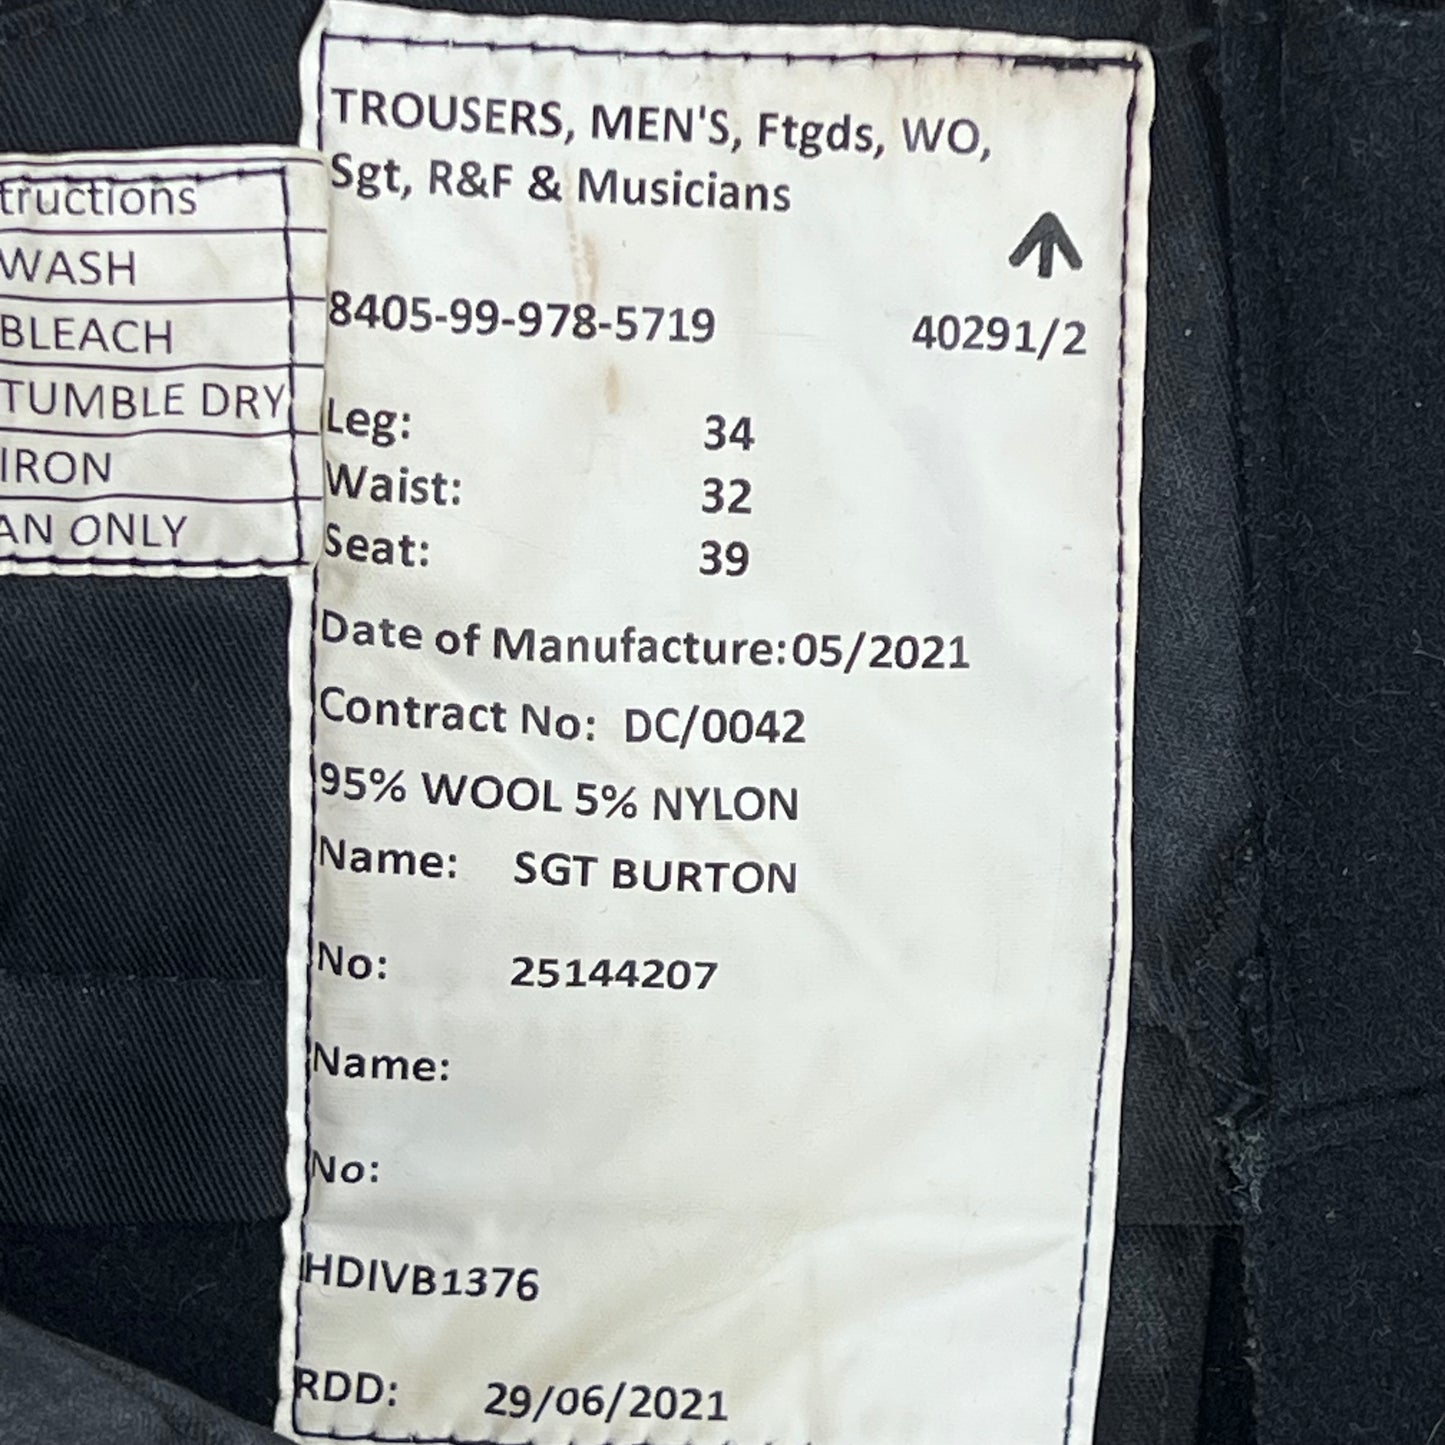 TROUSERS, MEN'S, Ftgds, WO,
Sgt, R&F & Musicians
8405-99-978-5719 40291/2
Leg: 34
Waist: 32
Seat: 39
Date of Manufacture:05/2021
Contract No: DC/0042
95% WOOL 5% NYLON
Name: SGT BURTON
No: 25144207
Name:
No:
HDIVB1376
RDD: 29/06/2021
tructions
WASH
BLEACH
TUMBLE DRY
IRON
AN ONLY